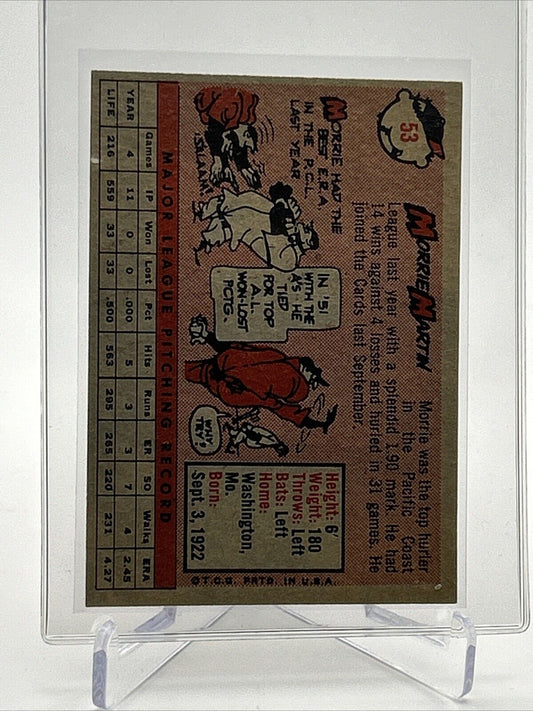 53
MORRIE MARTIN
Morrie was the top hurler
in the Pacific Coast
League last year with a splendid 1.90 mark. He had
14 wins against 4 losses and hurled in 31 games. He
joined the Cards last September.
MORRIE HAD THE
BEST E.R.A.
IN THE P.C.L.
LAST YEAR
SALAAM!
IN '51
WITH THE
A'S HE
TIED
FOR TOP
A.L.
WON-LOST
PCTG.
Height: 6'
Weight: 180
Throws: Left
Bats: Left
Home:
Washington,
Mo.
Born:
Sept. 3, 1922
©T.C.G. PRTD. IN U.S.A.
MAJOR LEAGUE PITCHING RECORD
Games IP Won Lost Pct Hits Runs ER SO Walks ERA
YEAR 4 11 0 0 .000 5 3 3 7 4 2.45
LIFE 216 559 33 33 .500 563 295 265 220 231 4.27